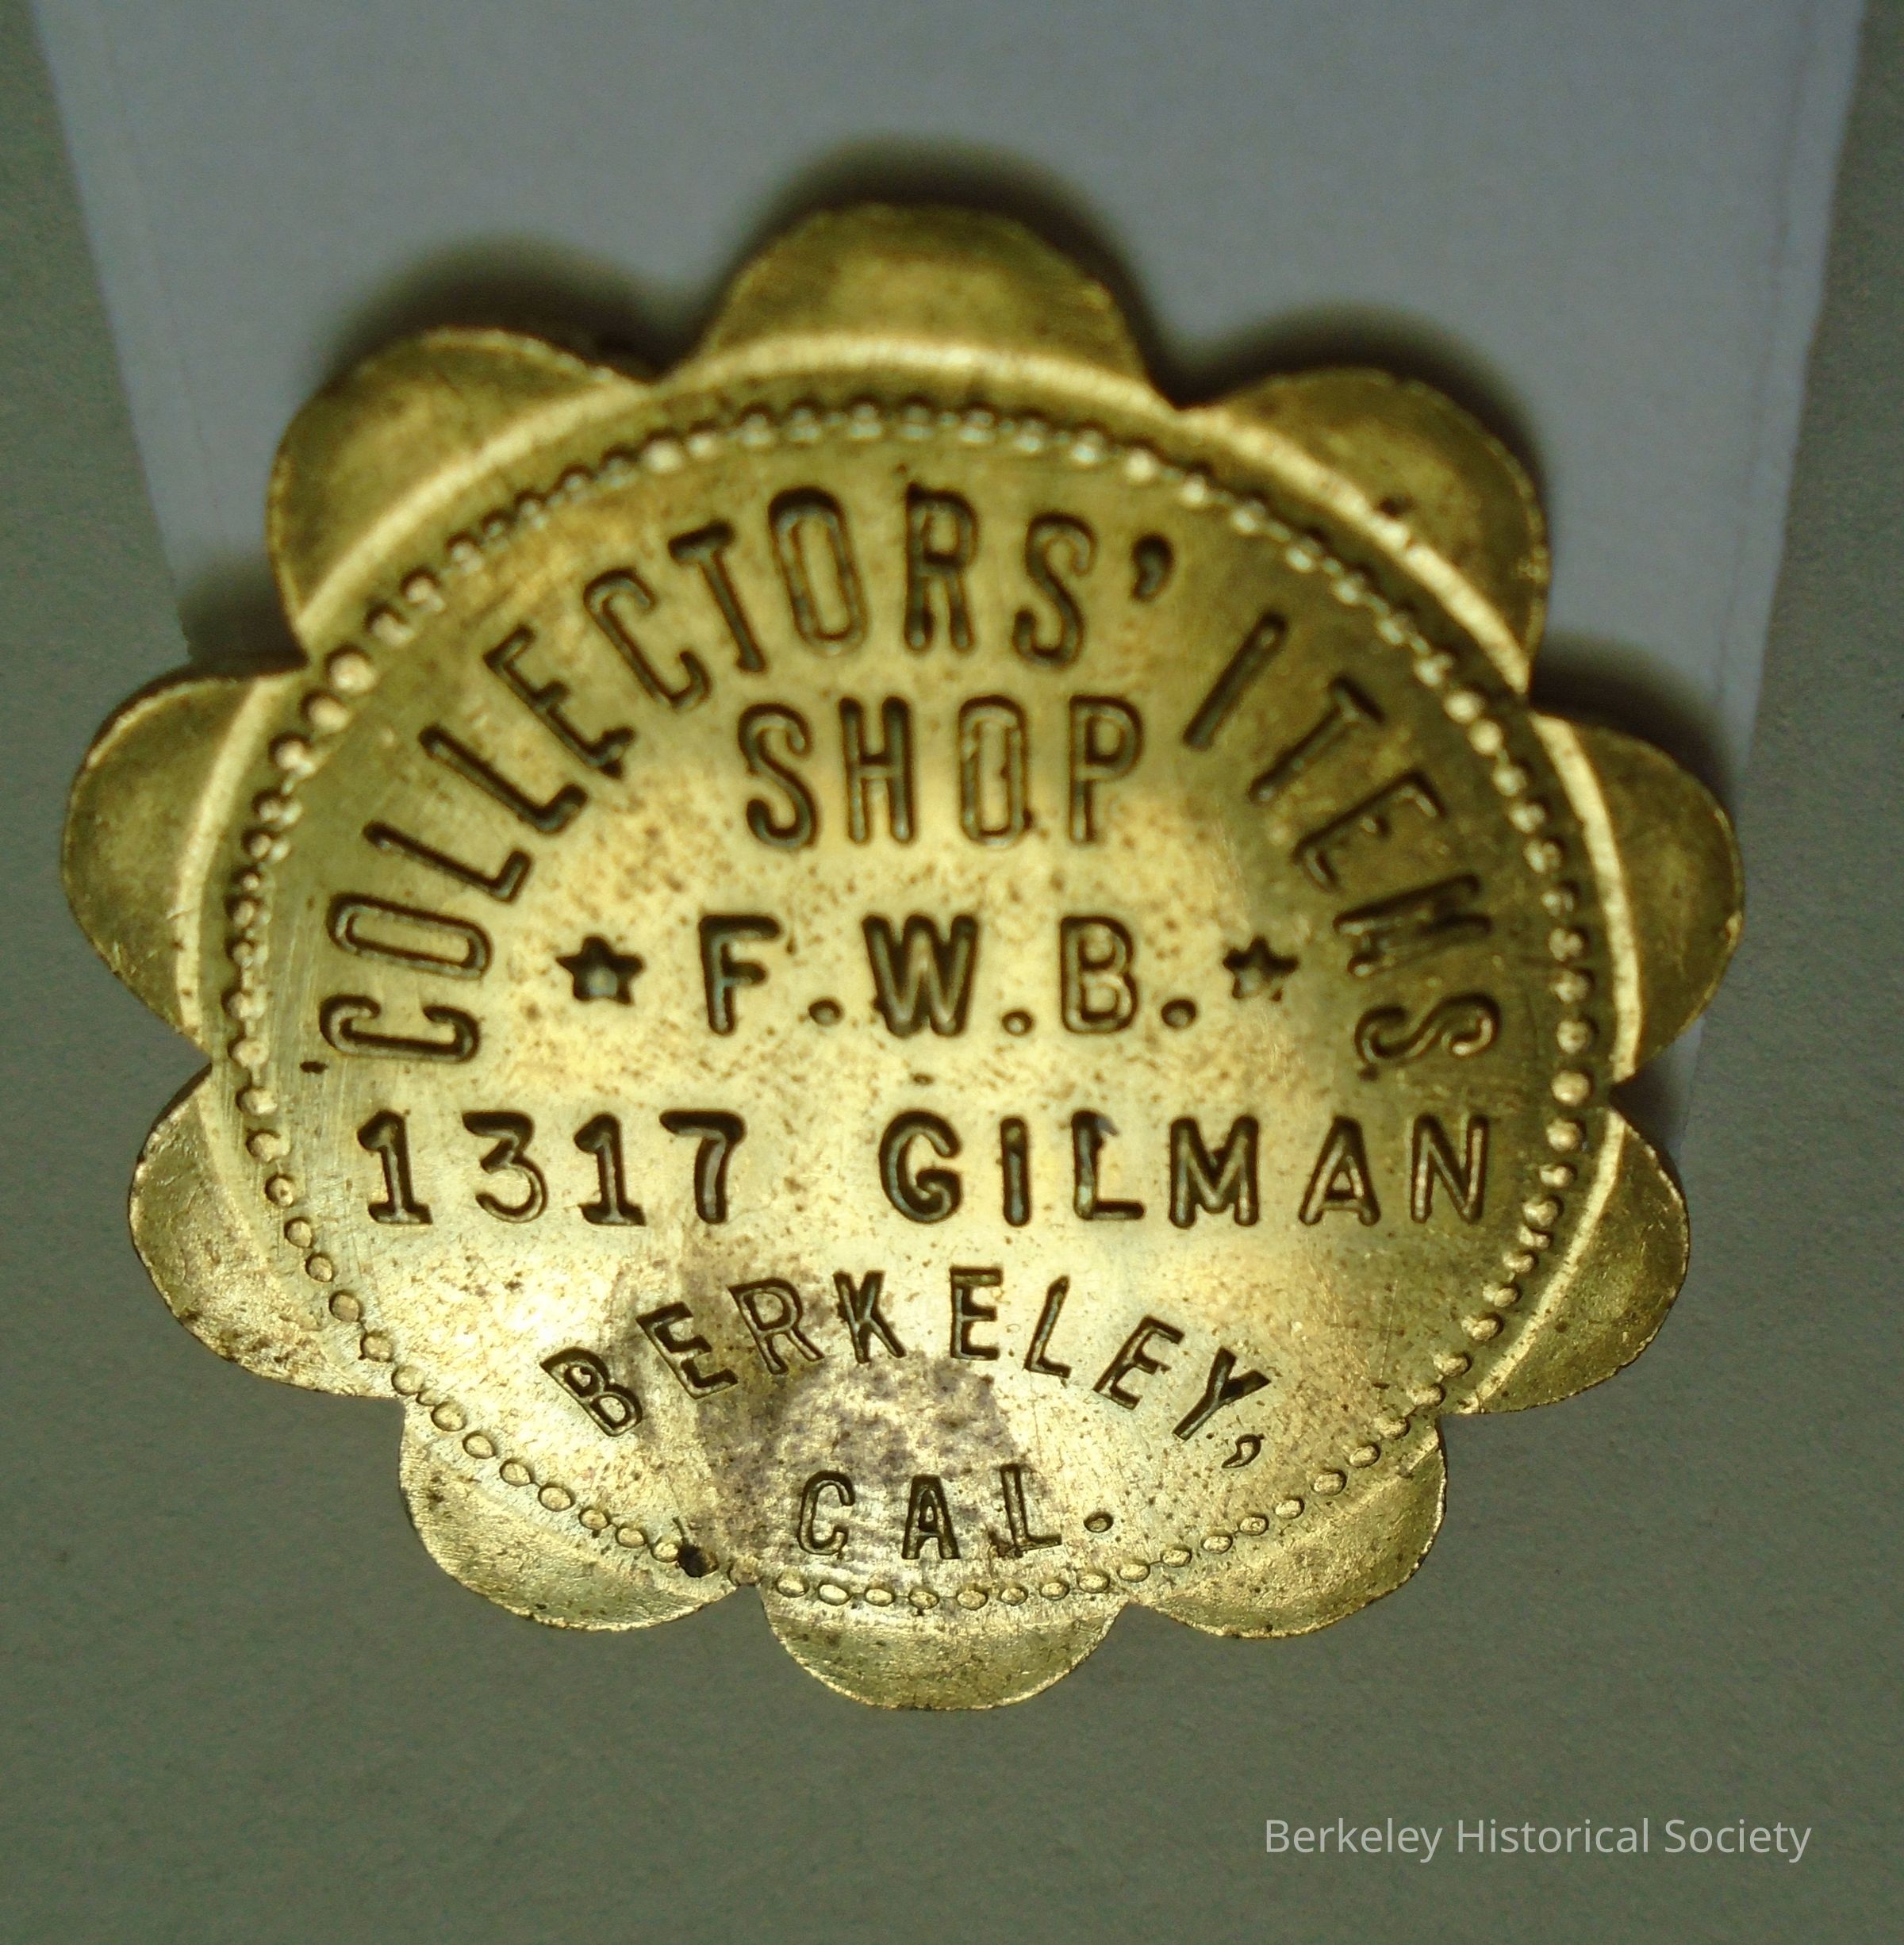 COLLECTORS' ITEMS
SHOP
★ F.W.B. ★
1317 GILMAN
BERKELEY,
CAL.
Berkeley Historical Society